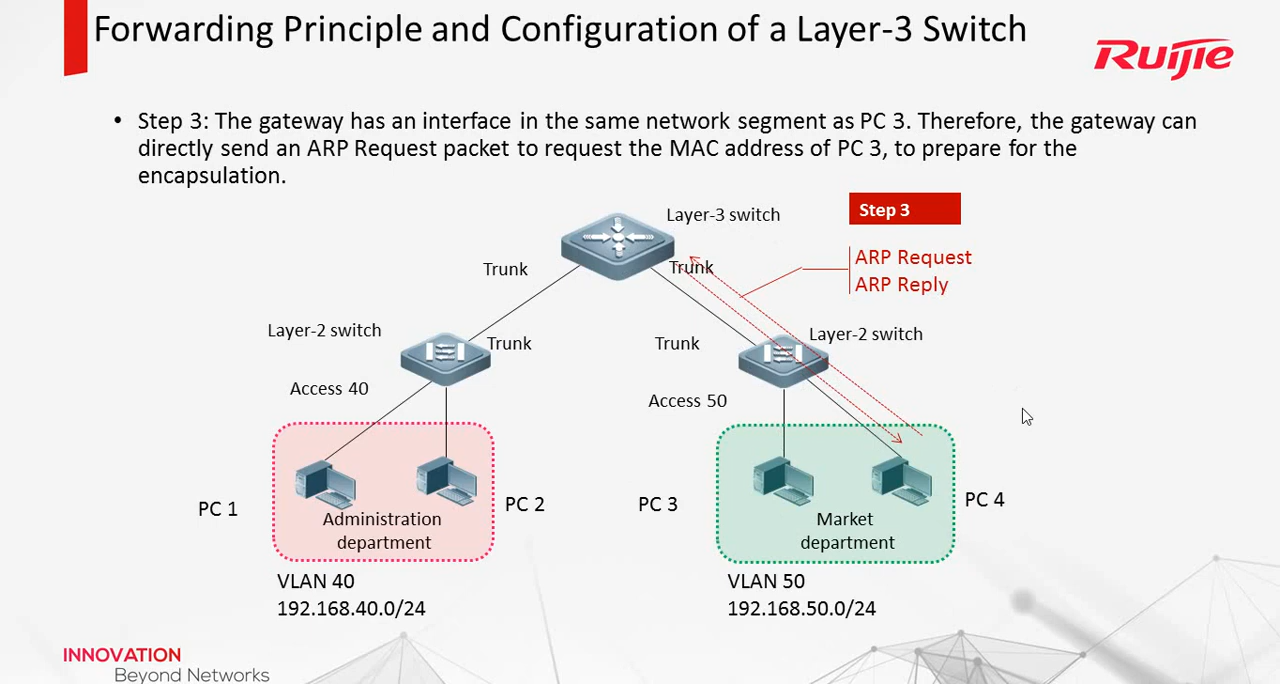 Forwarding Principle and Configuration of a Layer-3 Switch
Ruijie
• Step 3: The gateway has an interface in the same network segment as PC 3. Therefore, the gateway can
directly send an ARP Request packet to request the MAC address of PC 3, to prepare for the
encapsulation.
Layer-3 switch
Step 3
Trunk
Trunk
ARP Request
ARP Reply
Layer-2 switch
Trunk
Trunk
Layer-2 switch
Access 40
Access 50
PC 1
Administration
department
PC 2
PC 3
Market
department
PC 4
VLAN 40
192.168.40.0/24
VLAN 50
192.168.50.0/24
INNOVATION
Beyond Networks